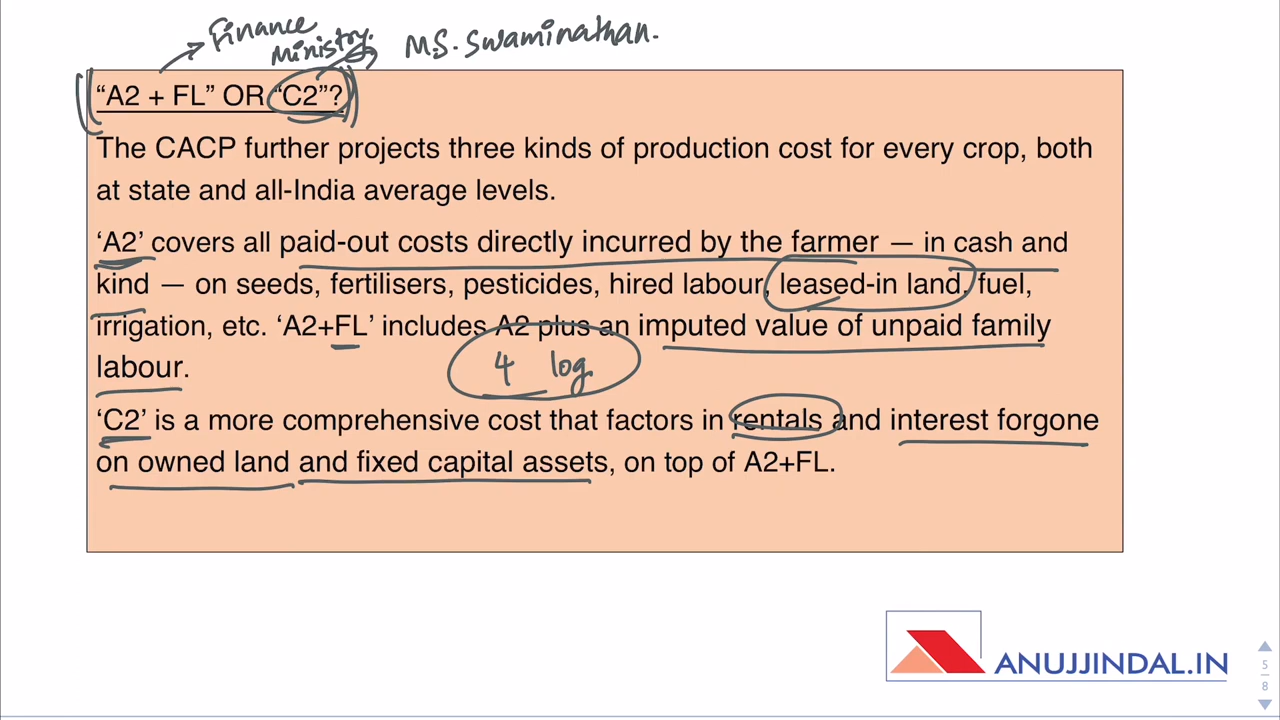 Finance
Ministry. M.S. Swaminathan.
“A2 + FL” OR “C2”?
The CACP further projects three kinds of production cost for every crop, both
at state and all-India average levels.
‘A2’ covers all paid-out costs directly incurred by the farmer — in cash and
kind — on seeds, fertilisers, pesticides, hired labour, leased-in land, fuel,
irrigation, etc. ‘A2+FL’ includes A2 plus an imputed value of unpaid family
labour.
4 log
‘C2’ is a more comprehensive cost that factors in rentals and interest forgone
on owned land and fixed capital assets, on top of A2+FL.
ANUJJINDAL.IN
5
8